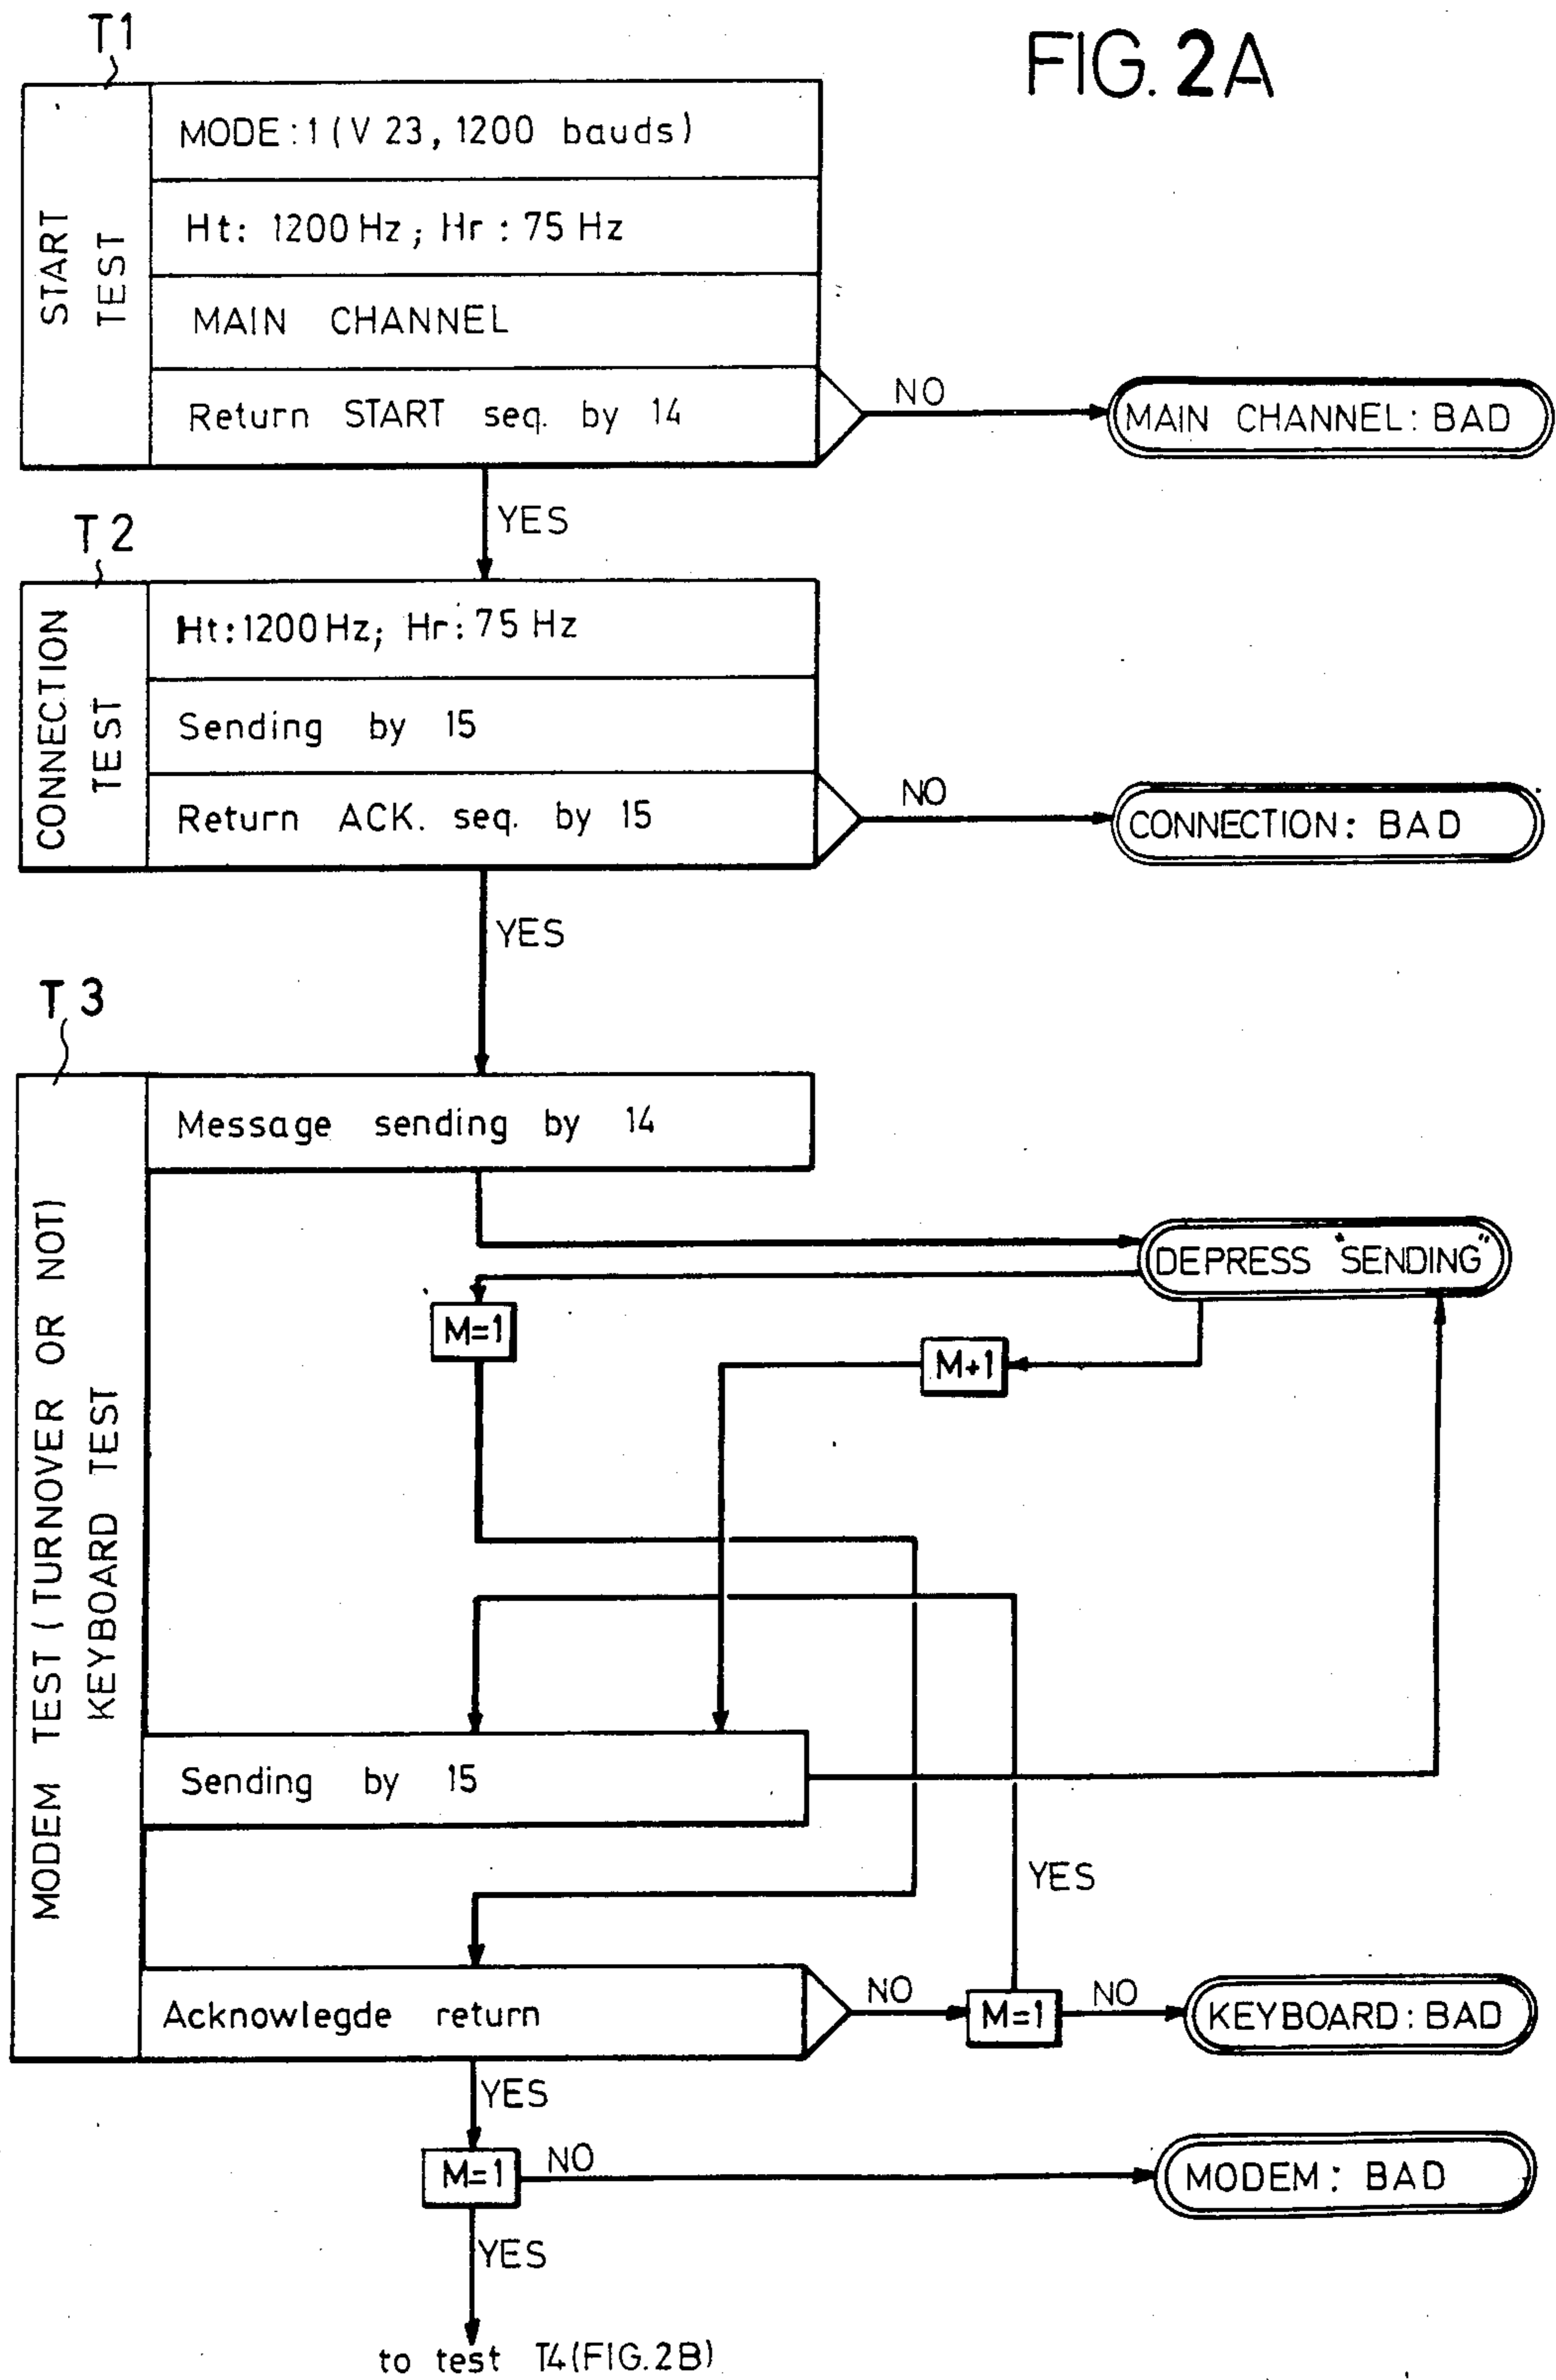 T1
FIG. 2A
START
TEST
MODE:1 (V 23, 1200 bauds)
Ht: 1200 Hz; Hr : 75 Hz
MAIN CHANNEL
Return START seq. by 14
NO
MAIN CHANNEL: BAD
YES
T2
CONNECTION
TEST
Ht:1200 Hz; Hr: 75 Hz
Sending by 15
Return ACK. seq. by 15
NO
CONNECTION: BAD
YES
T3
MODEM TEST (TURNOVER OR NOT)
KEYBOARD TEST
Message sending by 14
DEPRESS "SENDING"
M=1
M+1
Sending by 15
YES
Acknowlegde return
NO
M=1
NO
KEYBOARD: BAD
YES
M=1
NO
MODEM: BAD
YES
to test T4(FIG.2B)